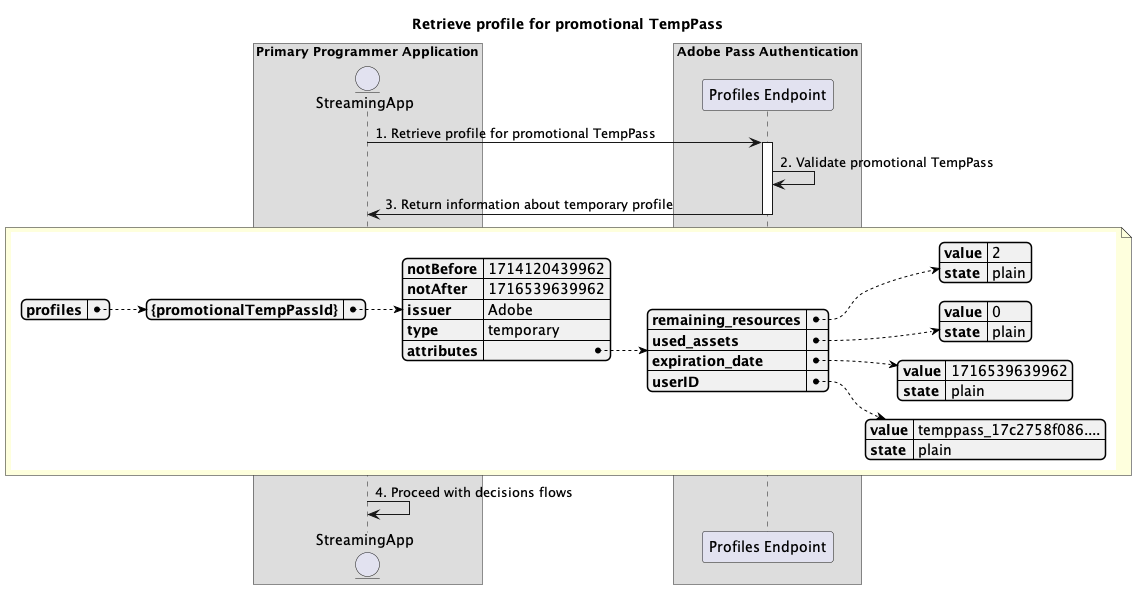 Retrieve profile for promotional TempPass
Primary Programmer Application
Adobe Pass Authentication
StreamingApp
Profiles Endpoint
1. Retrieve profile for promotional TempPass
2. Validate promotional TempPass
3. Return information about temporary profile
profiles
{promotionalTempPassId}
notBefore 1714120439962
notAfter 1716539639962
issuer Adobe
type temporary
attributes
remaining_resources
used_assets
expiration_date
userID
value 2
state plain
value 0
state plain
value 1716539639962
state plain
value temppass_17c2758f086....
state plain
4. Proceed with decisions flows
StreamingApp
Profiles Endpoint